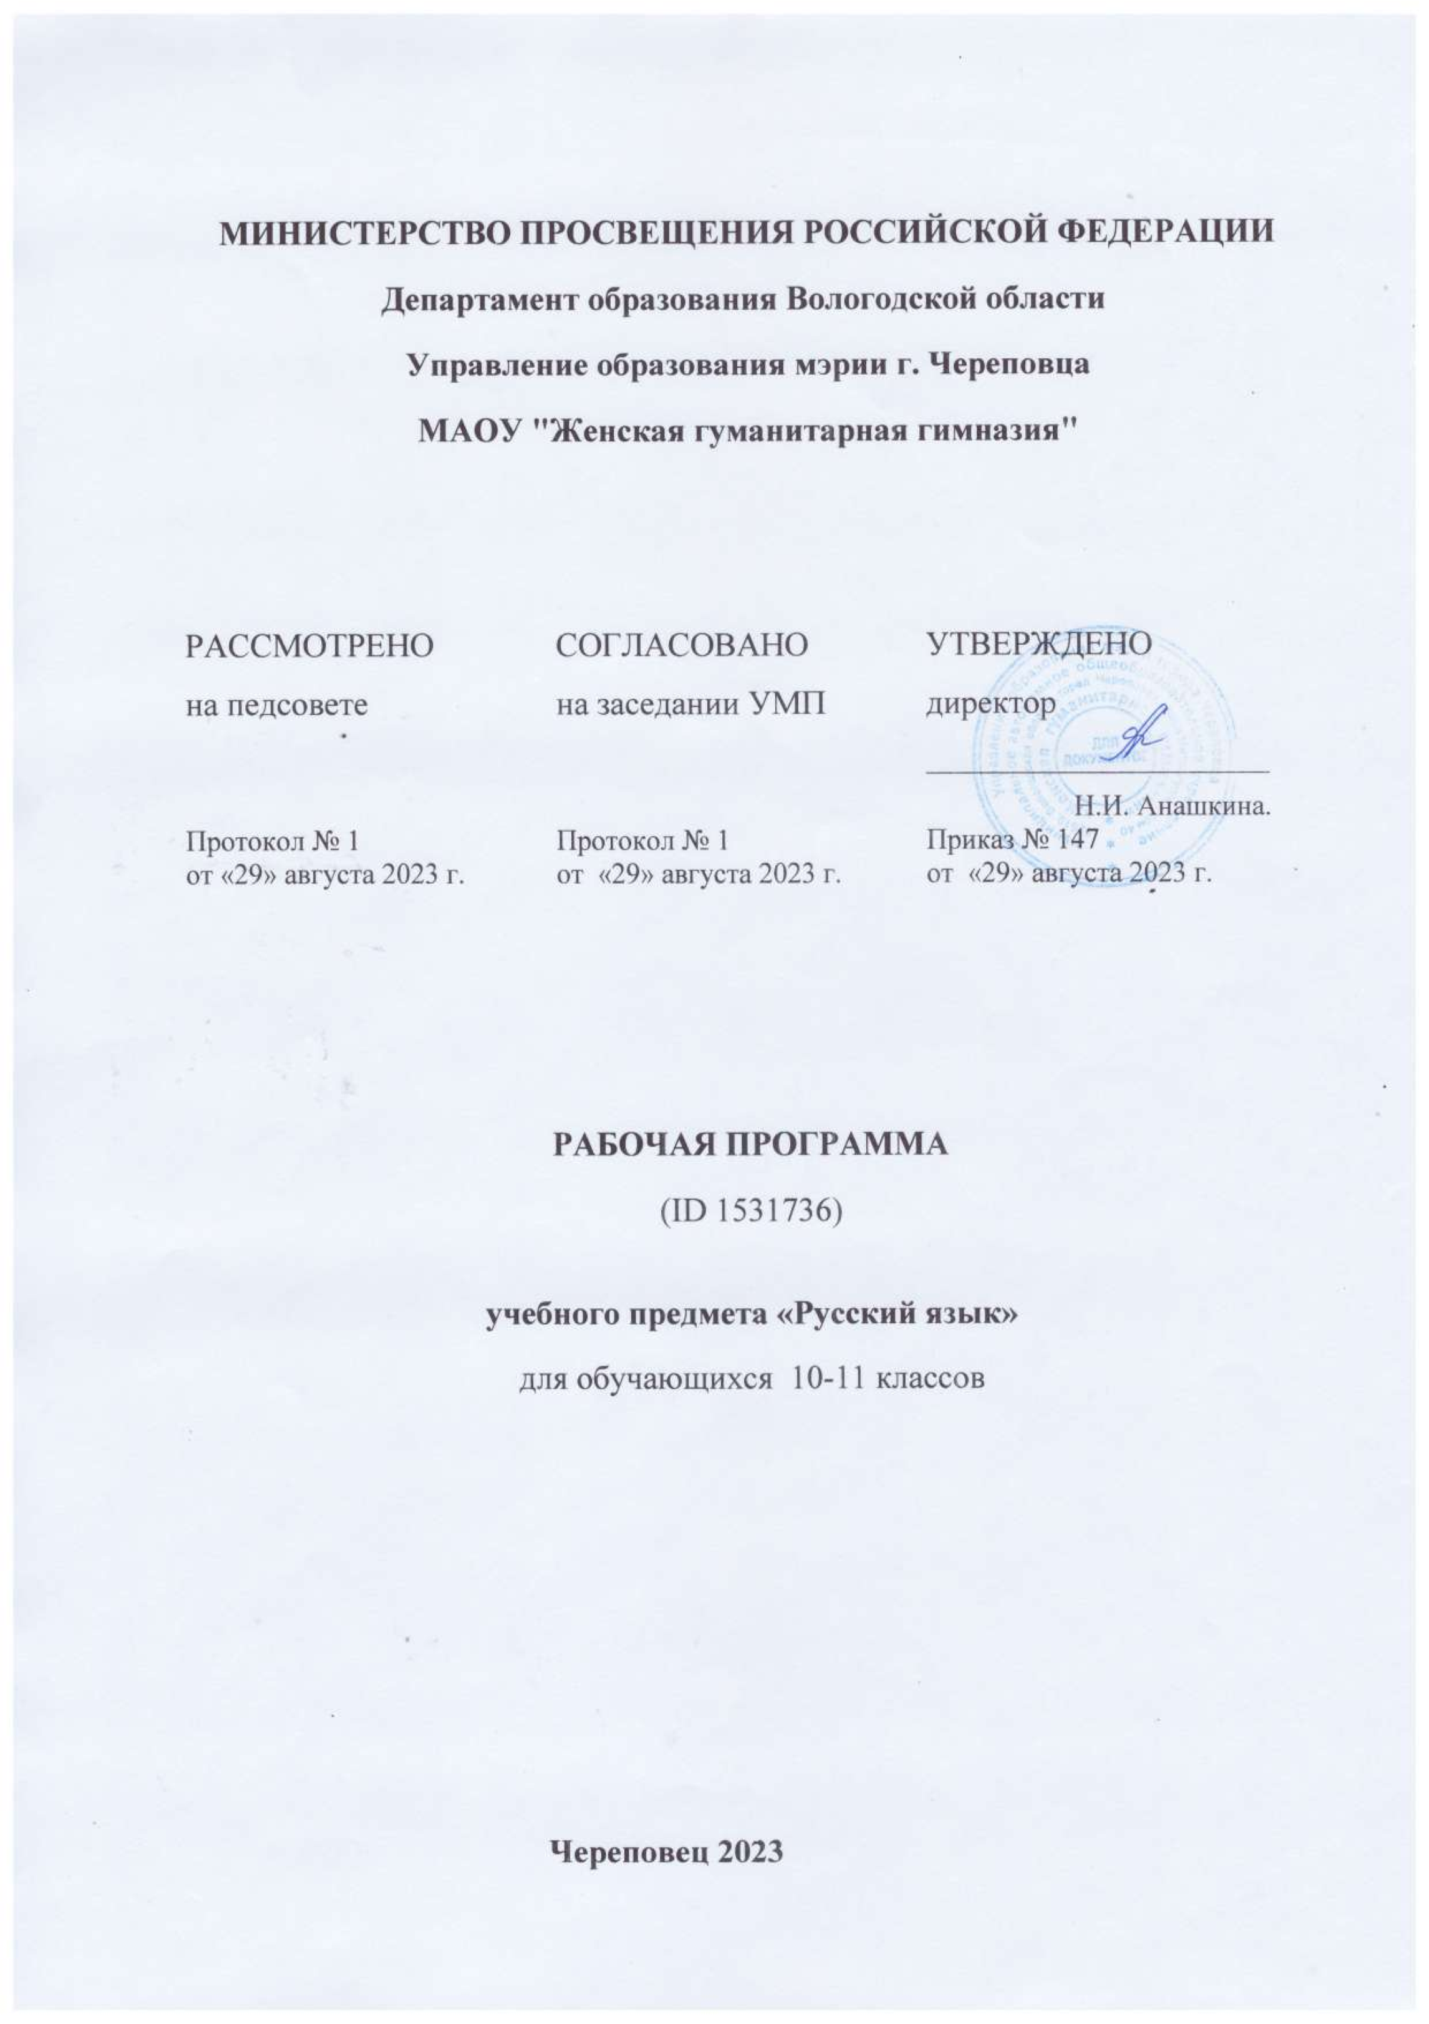 МИНИСТЕРСТВО ПРОСВЕЩЕНИЯ РОССИЙСКОЙ ФЕДЕРАЦИИ
Департамент образования Вологодской области
Управление образования мэрии г. Череповца
МАОУ "Женская гуманитарная гимназия"
РАССМОТРЕНО
на педсовете
Протокол № 1
от «29» августа 2023 г.
СОГЛАСОВАНО
на заседании УМП
Протокол № 1
от «29» августа 2023 г.
УТВЕРЖДЕНО
директор
Н.И. Анашкина.
Приказ № 147
от «29» августа 2023 г.
РАБОЧАЯ ПРОГРАММА
(ID 1531736)
учебного предмета «Русский язык»
для обучающихся 10-11 классов
Череповец 2023